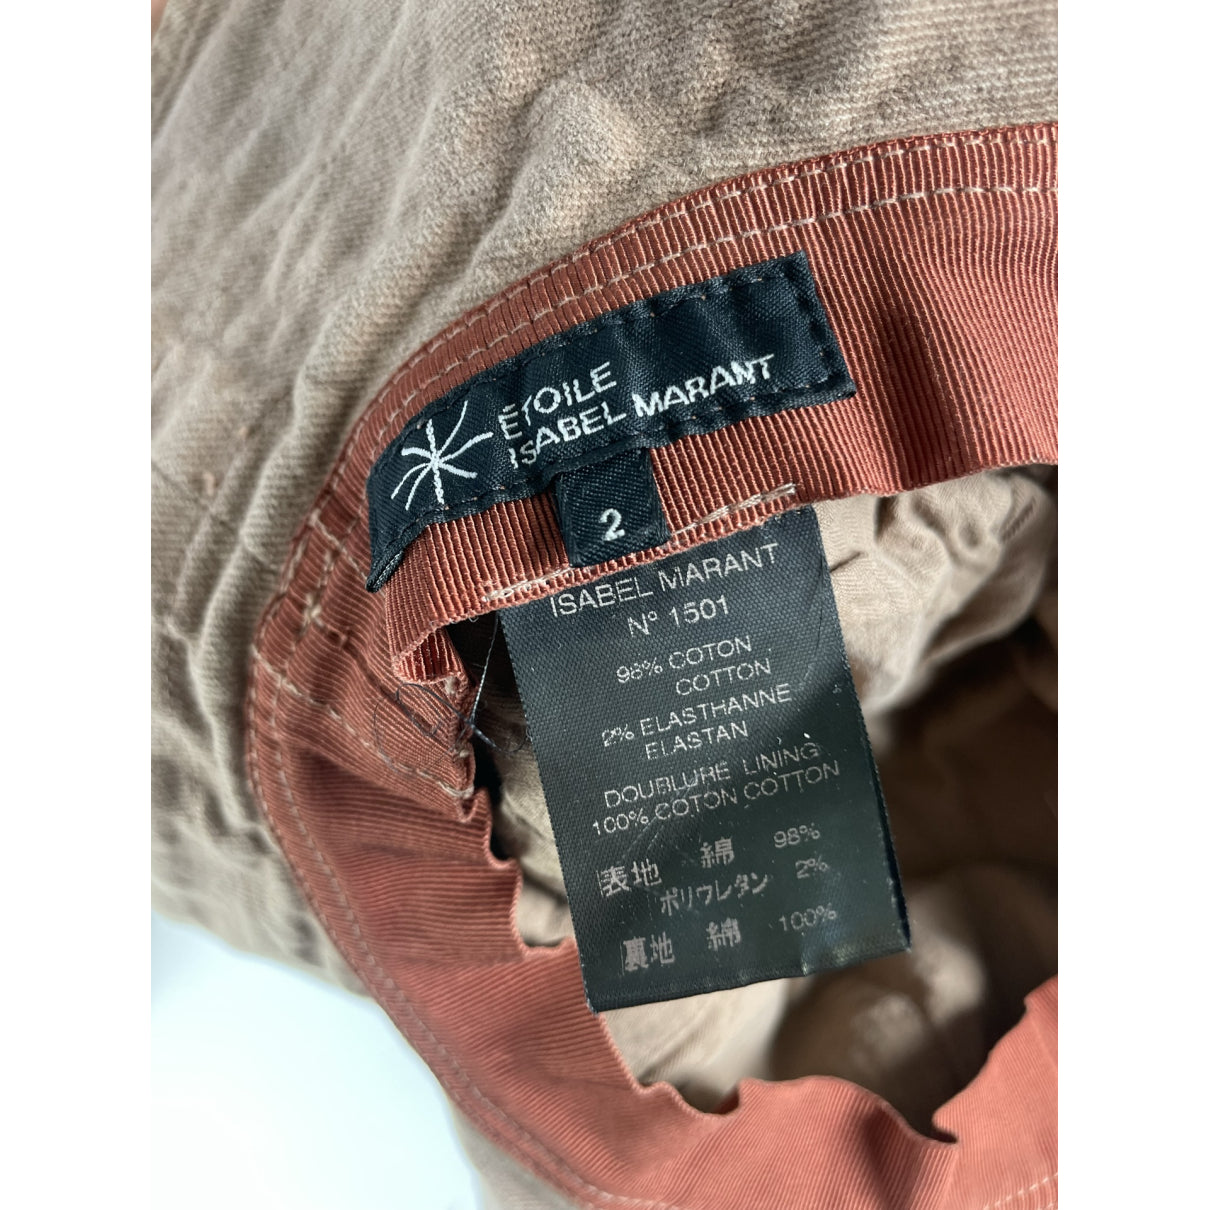 ÉTOILE
ISABEL MARANT
2
ISABEL MARANT
N° 1501
98% COTON
COTTON
2% ELASTHANNE
ELASTAN
DOUBLURE LINING
100% COTON COTTON
表地 綿 98%
ポリウレタン 2%
裏地 綿 100%